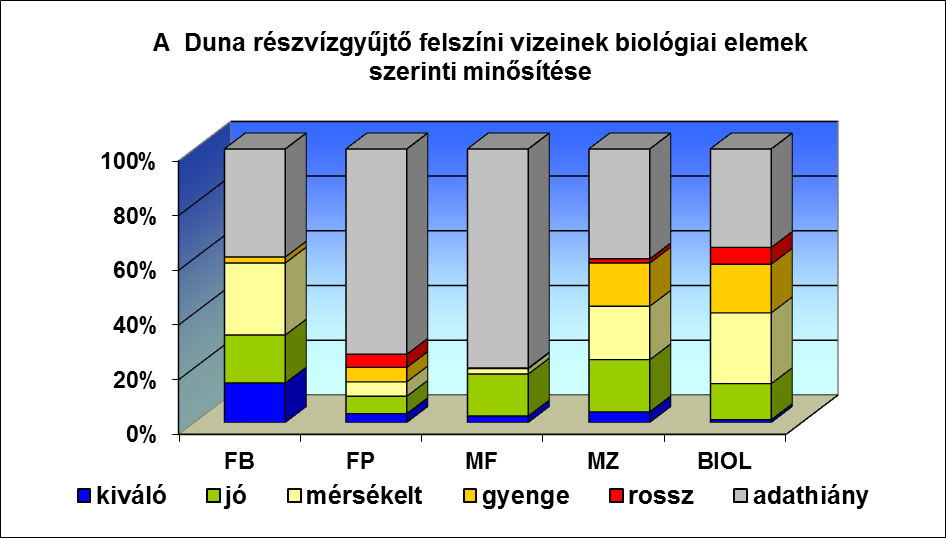 A Duna részvízgyűjtő felszíni vizeinek biológiai elemek
szerinti minősítése
100%
80%
60%
40%
20%
0%
FB FP MF MZ BIOL
kiváló jó mérsékelt gyenge rossz adathiány